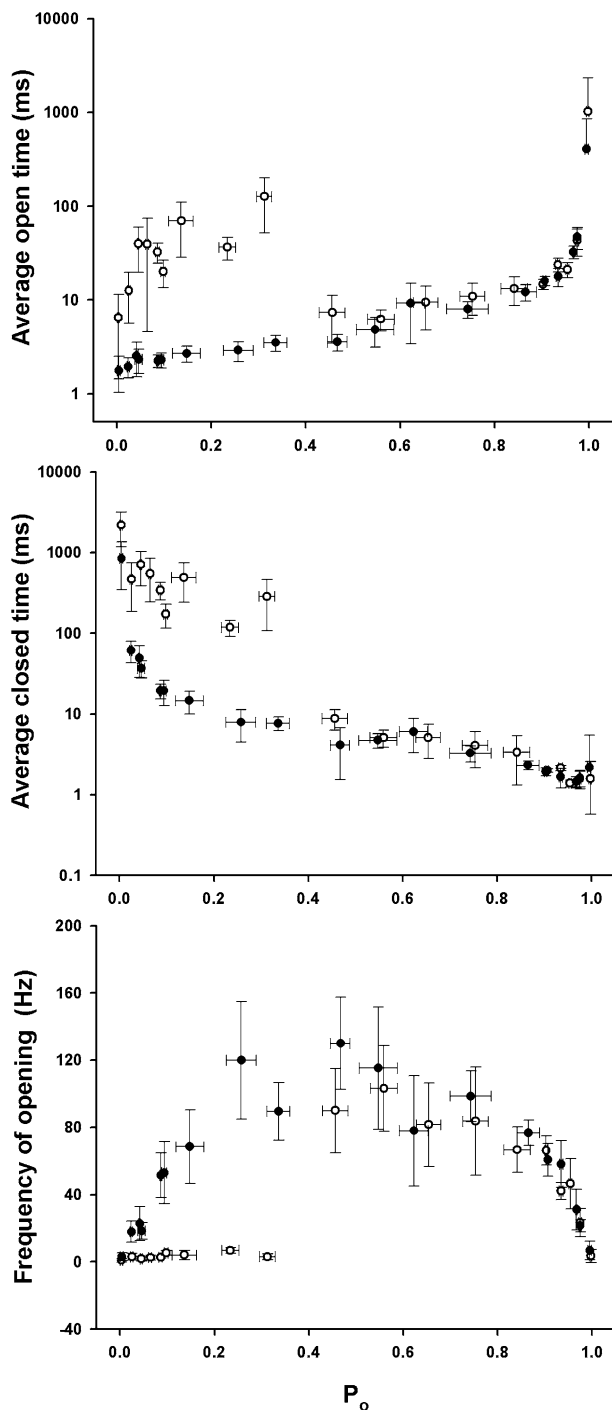 10000
1000
100
10
1
Average open time (ms)
0.0 0.2 0.4 0.6 0.8 1.0
10000
1000
100
10
1
0.1
Average closed time (ms)
0.0 0.2 0.4 0.6 0.8 1.0
200
160
120
80
40
0
-40
Frequency of opening (Hz)
0.0 0.2 0.4 0.6 0.8 1.0
Po